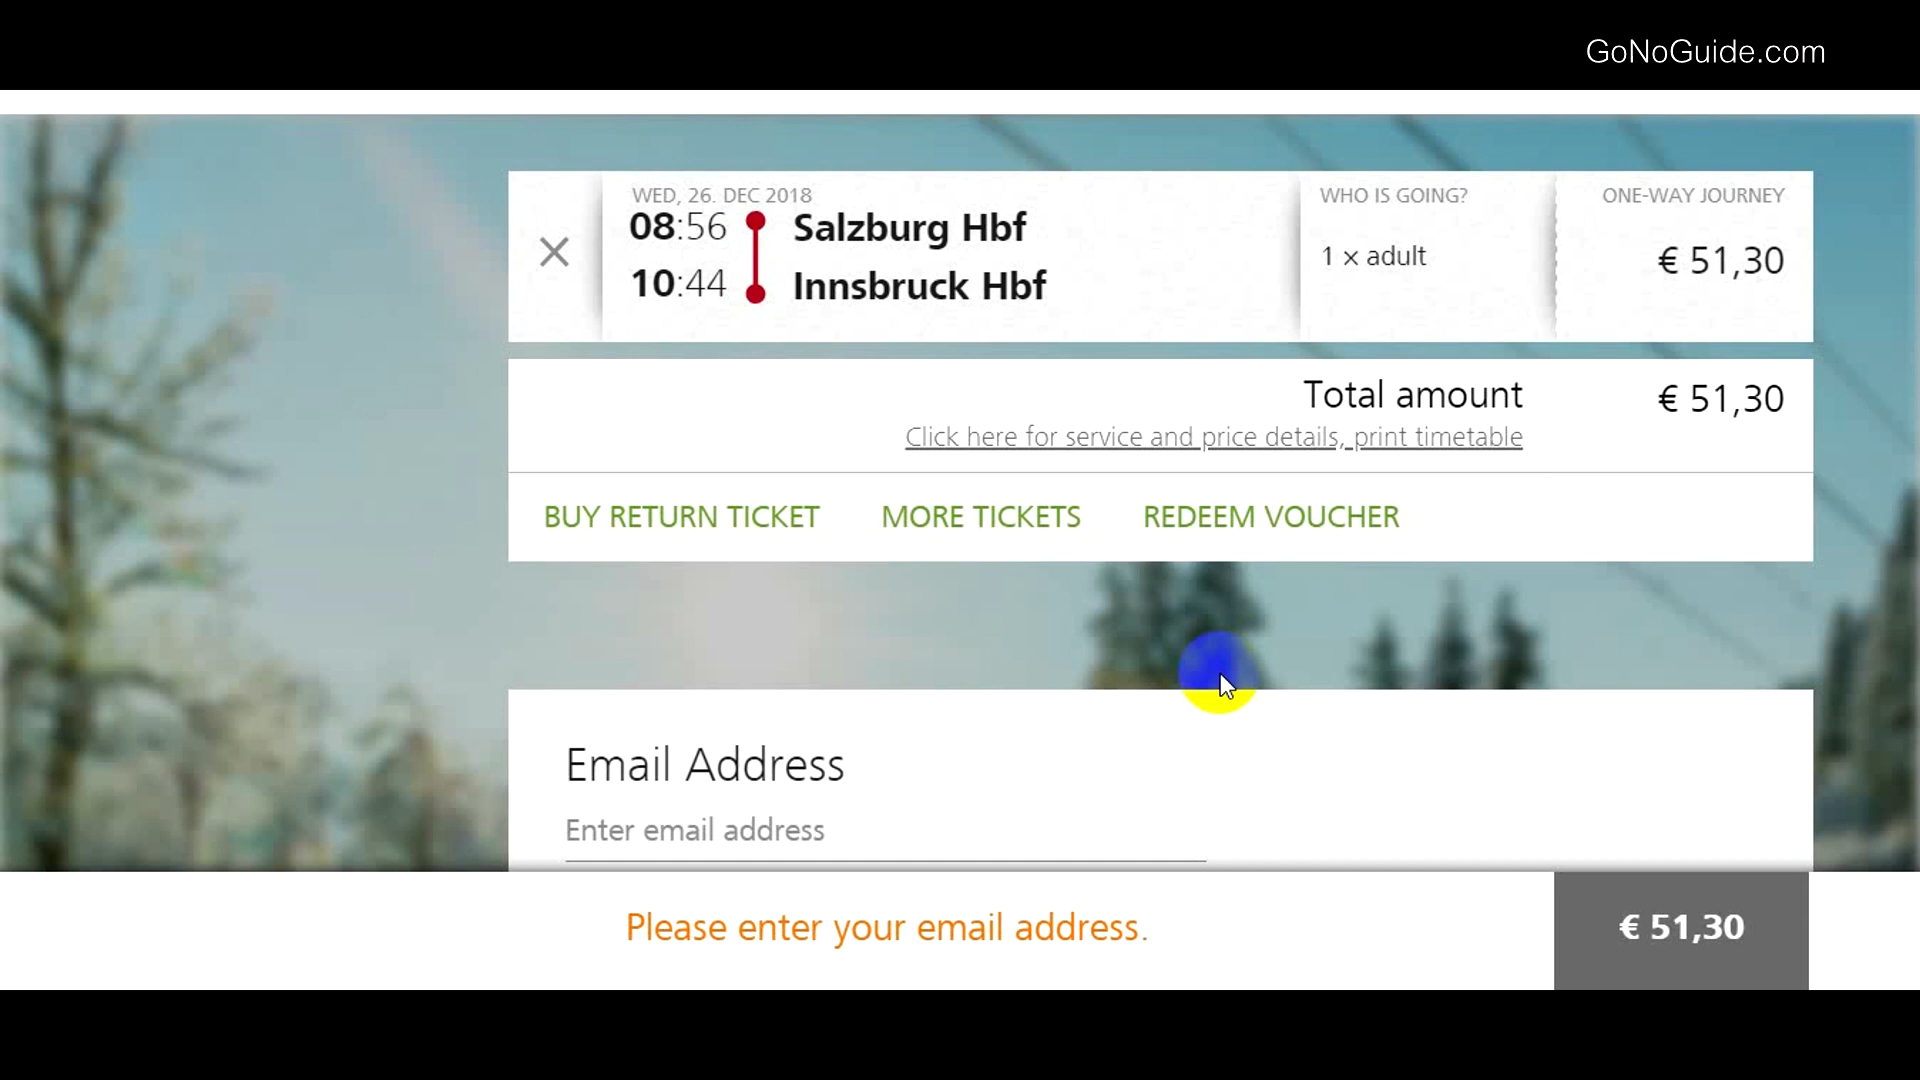 GoNoGuide.com
WED, 26. DEC 2018
WHO IS GOING?
ONE-WAY JOURNEY
08:56 Salzburg Hbf
1 x adult
€ 51,30
10:44 Innsbruck Hbf
Total amount € 51,30
Click here for service and price details, print timetable
BUY RETURN TICKET MORE TICKETS REDEEM VOUCHER
Email Address
Enter email address
Please enter your email address. € 51,30